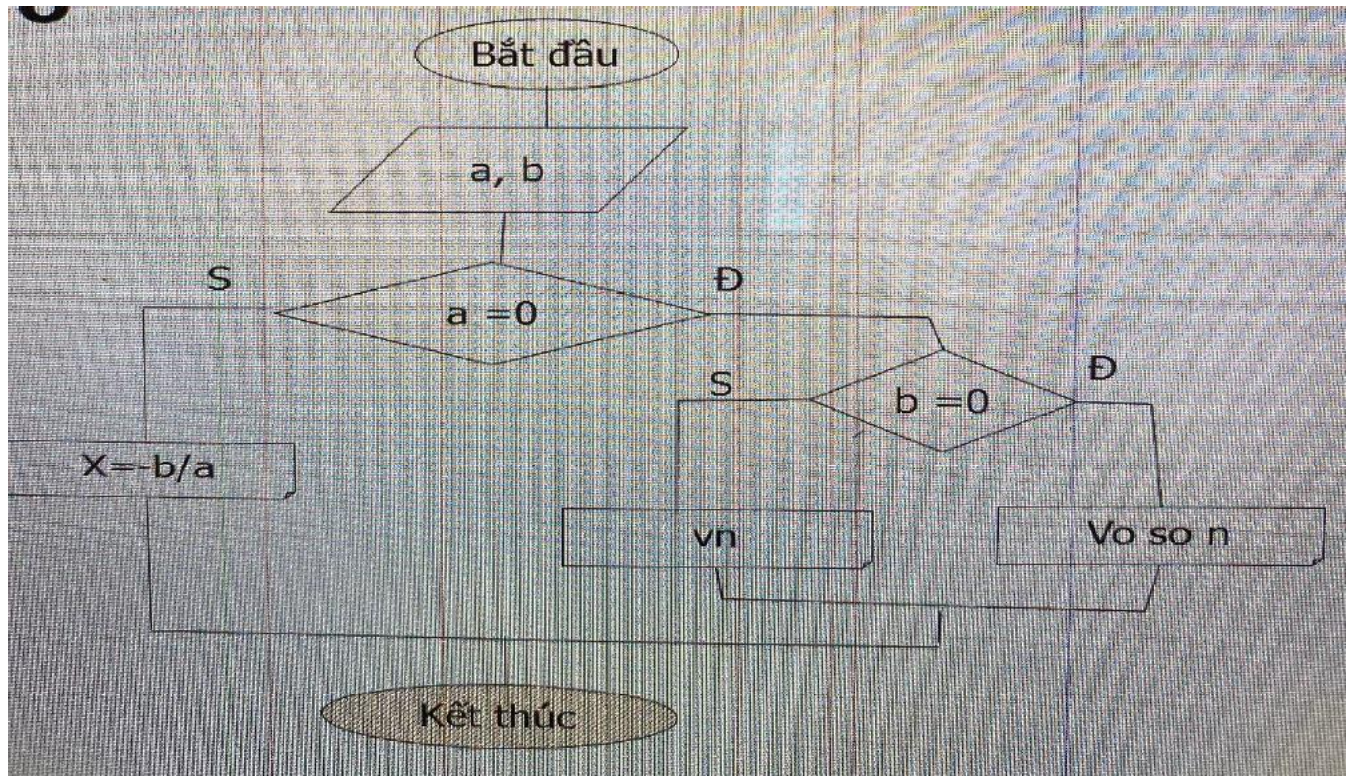 Bắt đầu
a, b
S
Đ
a =0
S
Đ
b =0
X=-b/a
vn
Vo so n
Kết thúc